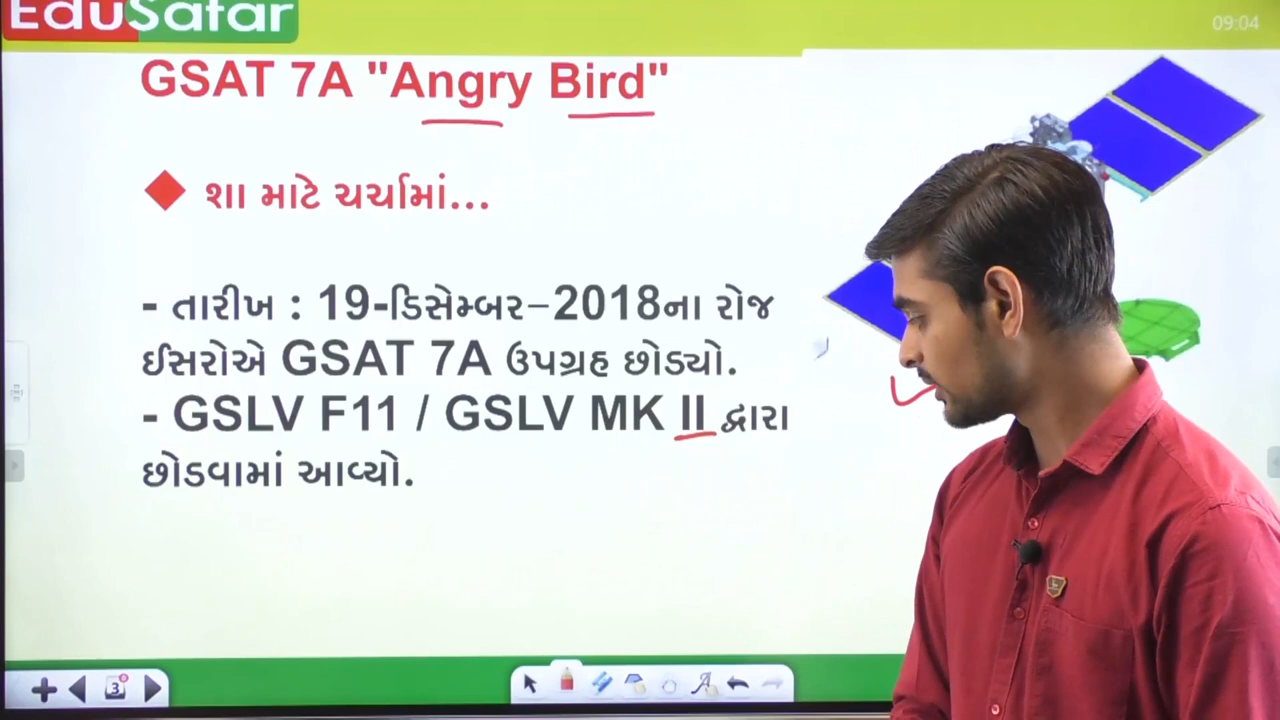 EduSafar
09:04
GSAT 7A "Angry Bird"
શા માટે ચર્ચામાં...
- તારીખ : 19-ડિસેમ્બર–2018ના રોજ
ઈસરોએ GSAT 7A ઉપગ્રહ છોડ્યો.
- GSLV F11 / GSLV MK II દ્વારા
છોડવામાં આવ્યો.
3